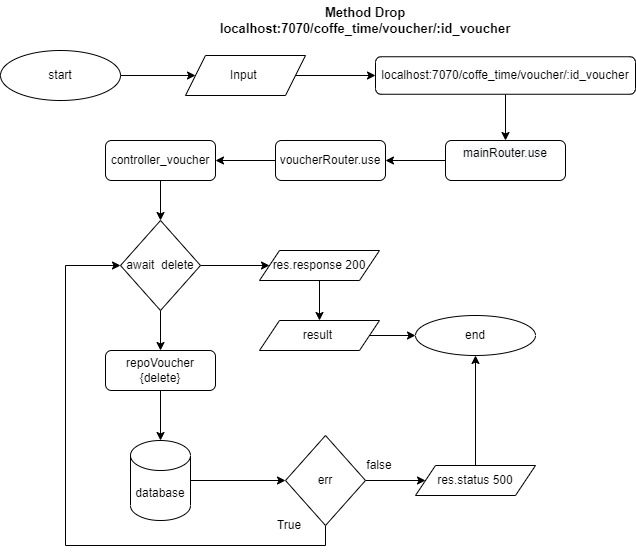 Method Drop
localhost:7070/coffe_time/voucher/:id_voucher
start
Input
localhost:7070/coffe_time/voucher/:id_voucher
controller_voucher
voucherRouter.use
mainRouter.use
await delete
res.response 200
result
end
repoVoucher
{delete}
database
err
false
res.status 500
True